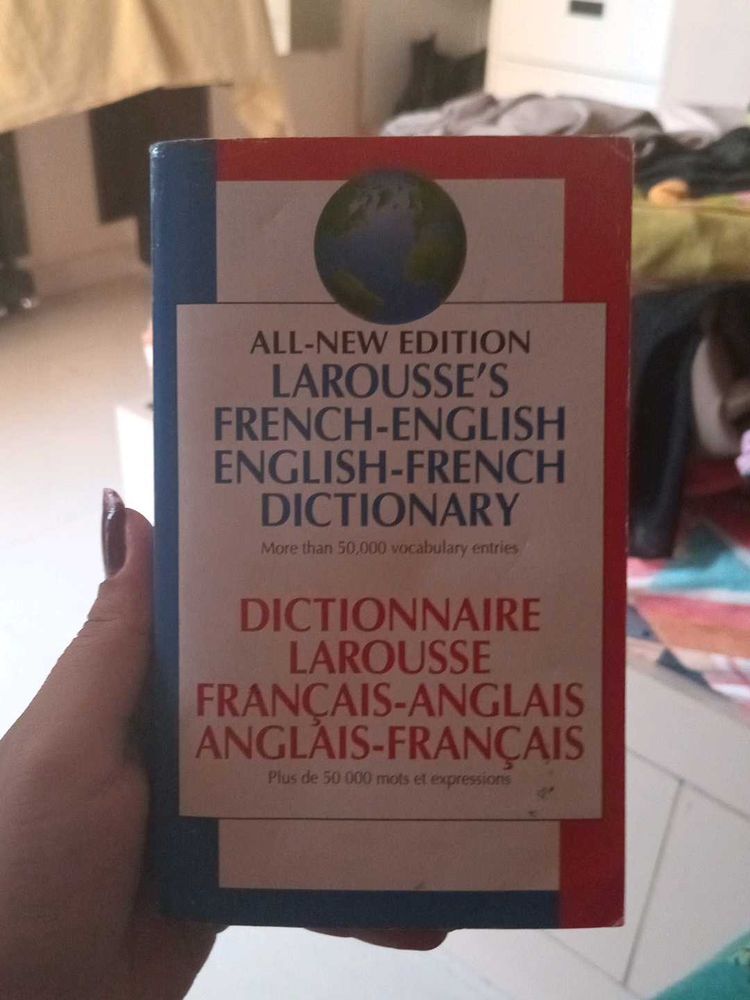 ALL-NEW EDITION
LAROUSSE'S
FRENCH-ENGLISH
ENGLISH-FRENCH
DICTIONARY
More than 50,000 vocabulary entries
DICTIONNAIRE
LAROUSSE
FRANÇAIS-ANGLAIS
ANGLAIS-FRANÇAIS
Plus de 50 000 mots et expressions